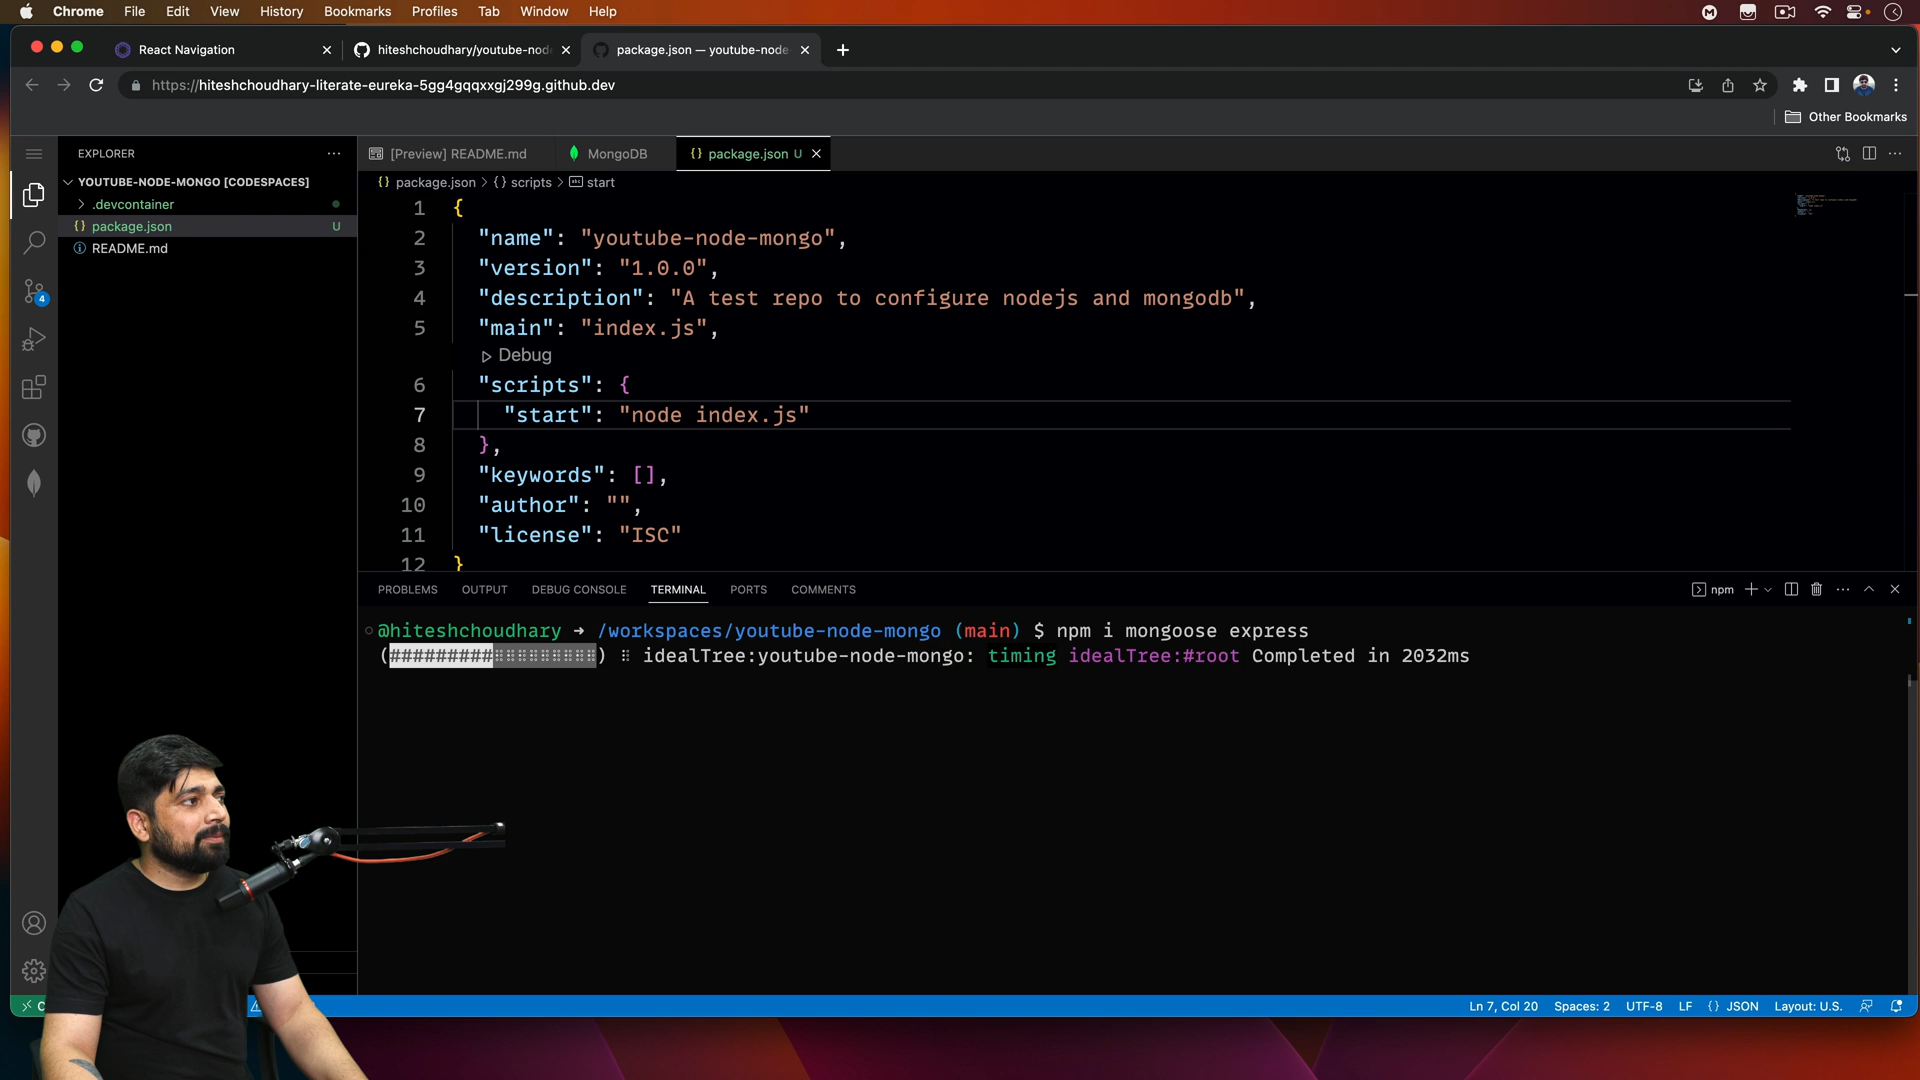 Chrome File Edit View History Bookmarks Profiles Tab Window Help
React Navigation
hiteshchoudhary/youtube-nod
package.json — youtube-node-
https://hiteshchoudhary-literate-eureka-5gg4gqqxxgj299g.github.dev
Other Bookmarks
EXPLORER
YOUTUBE-NODE-MONGO [CODESPACES]
.devcontainer
{} package.json U
README.md
[Preview] README.md
MongoDB
{} package.json U
{} package.json > {} scripts > abc start
4
1 {
2 "name": "youtube-node-mongo",
3 "version": "1.0.0",
4 "description": "A test repo to configure nodejs and mongodb",
5 "main": "index.js",
Debug
6 "scripts": {
7 "start": "node index.js"
8 },
9 "keywords": [],
10 "author": "",
11 "license": "ISC"
12 }
PROBLEMS OUTPUT DEBUG CONSOLE TERMINAL PORTS COMMENTS
npm
@hiteshchoudhary ➜ /workspaces/youtube-node-mongo (main) $ npm i mongoose express
(#########⠿⠿⠿⠿⠿⠿⠿⠿⠿) ⠿ idealTree:youtube-node-mongo: timing idealTree:#root Completed in 2032ms
Ln 7, Col 20 Spaces: 2 UTF-8 LF {} JSON Layout: U.S.